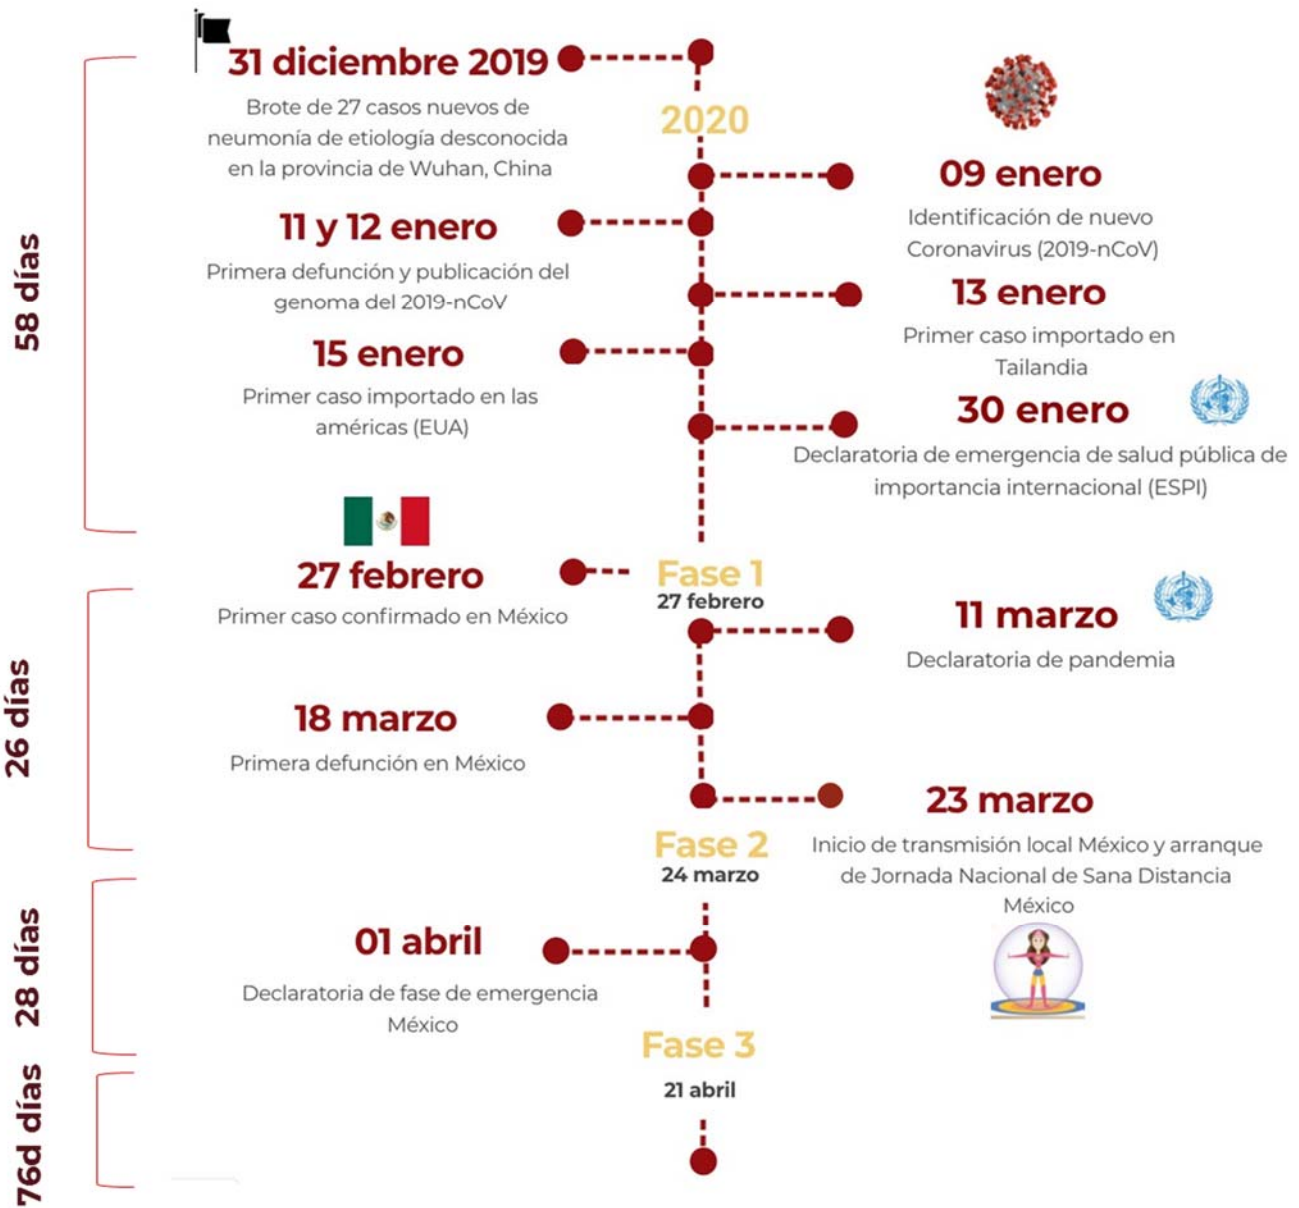 31 diciembre 2019
Brote de 27 casos nuevos de
neumonía de etiología desconocida
en la provincia de Wuhan, China
2020
09 enero
Identificación de nuevo
Coronavirus (2019-nCoV)
11 y 12 enero
Primera defunción y publicación del
genoma del 2019-nCoV
13 enero
Primer caso importado en
Tailandia
15 enero
Primer caso importado en las
américas (EUA)
30 enero
Declaratoria de emergencia de salud pública de
importancia internacional (ESPI)
58 días
27 febrero
Primer caso confirmado en México
Fase 1
27 febrero
11 marzo
Declaratoria de pandemia
18 marzo
Primera defunción en México
23 marzo
Inicio de transmisión local México y arranque
de Jornada Nacional de Sana Distancia
México
26 días
Fase 2
24 marzo
01 abril
Declaratoria de fase de emergencia
México
28 días
Fase 3
21 abril
76d días